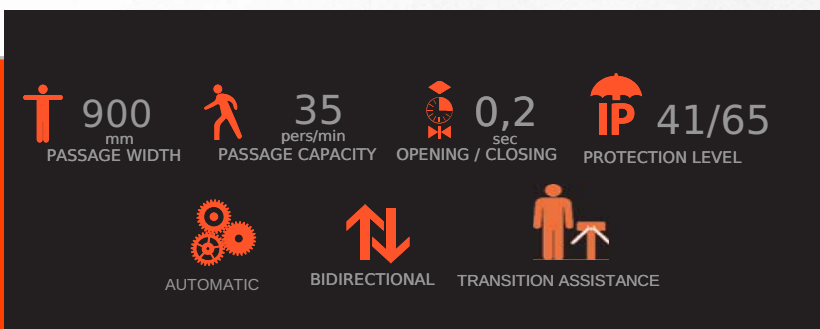 900
mm
PASSAGE WIDTH
35
pers/min
PASSAGE CAPACITY
0,2
sec
OPENING / CLOSING
IP 41/65
PROTECTION LEVEL
AUTOMATIC
BIDIRECTIONAL
TRANSITION ASSISTANCE